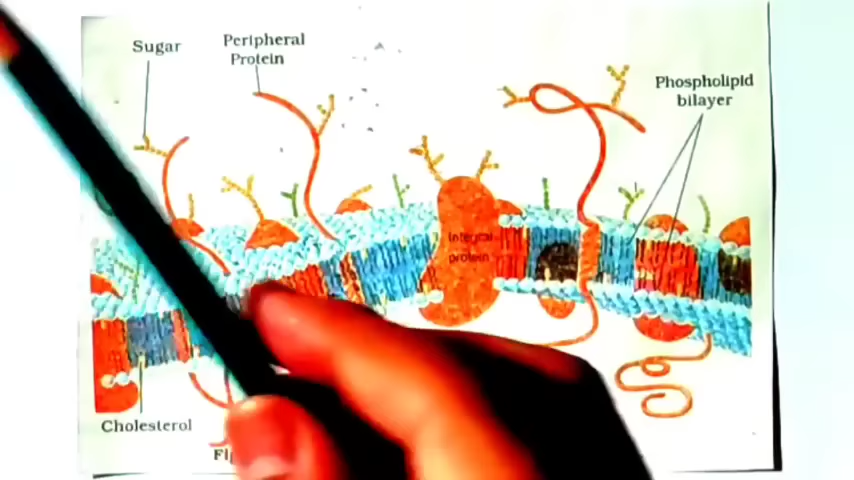 Sugar
Peripheral
Protein
Phospholipid
bilayer
Integral
protein
Cholesterol